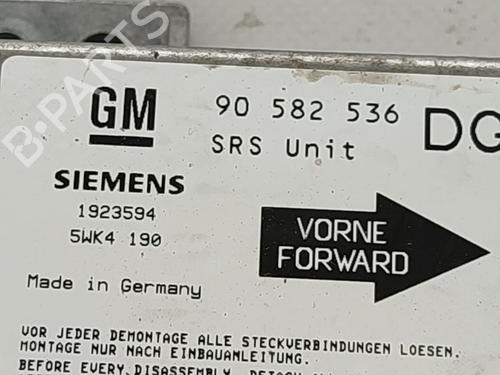 GM
90 582 536 DG
SRS Unit
SIEMENS
1923594
5WK4 190
VORNE
FORWARD
Made in Germany
VOR JEDER DEMONTAGE ALLE STECKVERBINDUNGEN LOESEN.
MONTAGE NUR NACH EINBAUANLEITUNG.
BEFORE EVERY DISASSEMBLY, DETACH
B-PARTS